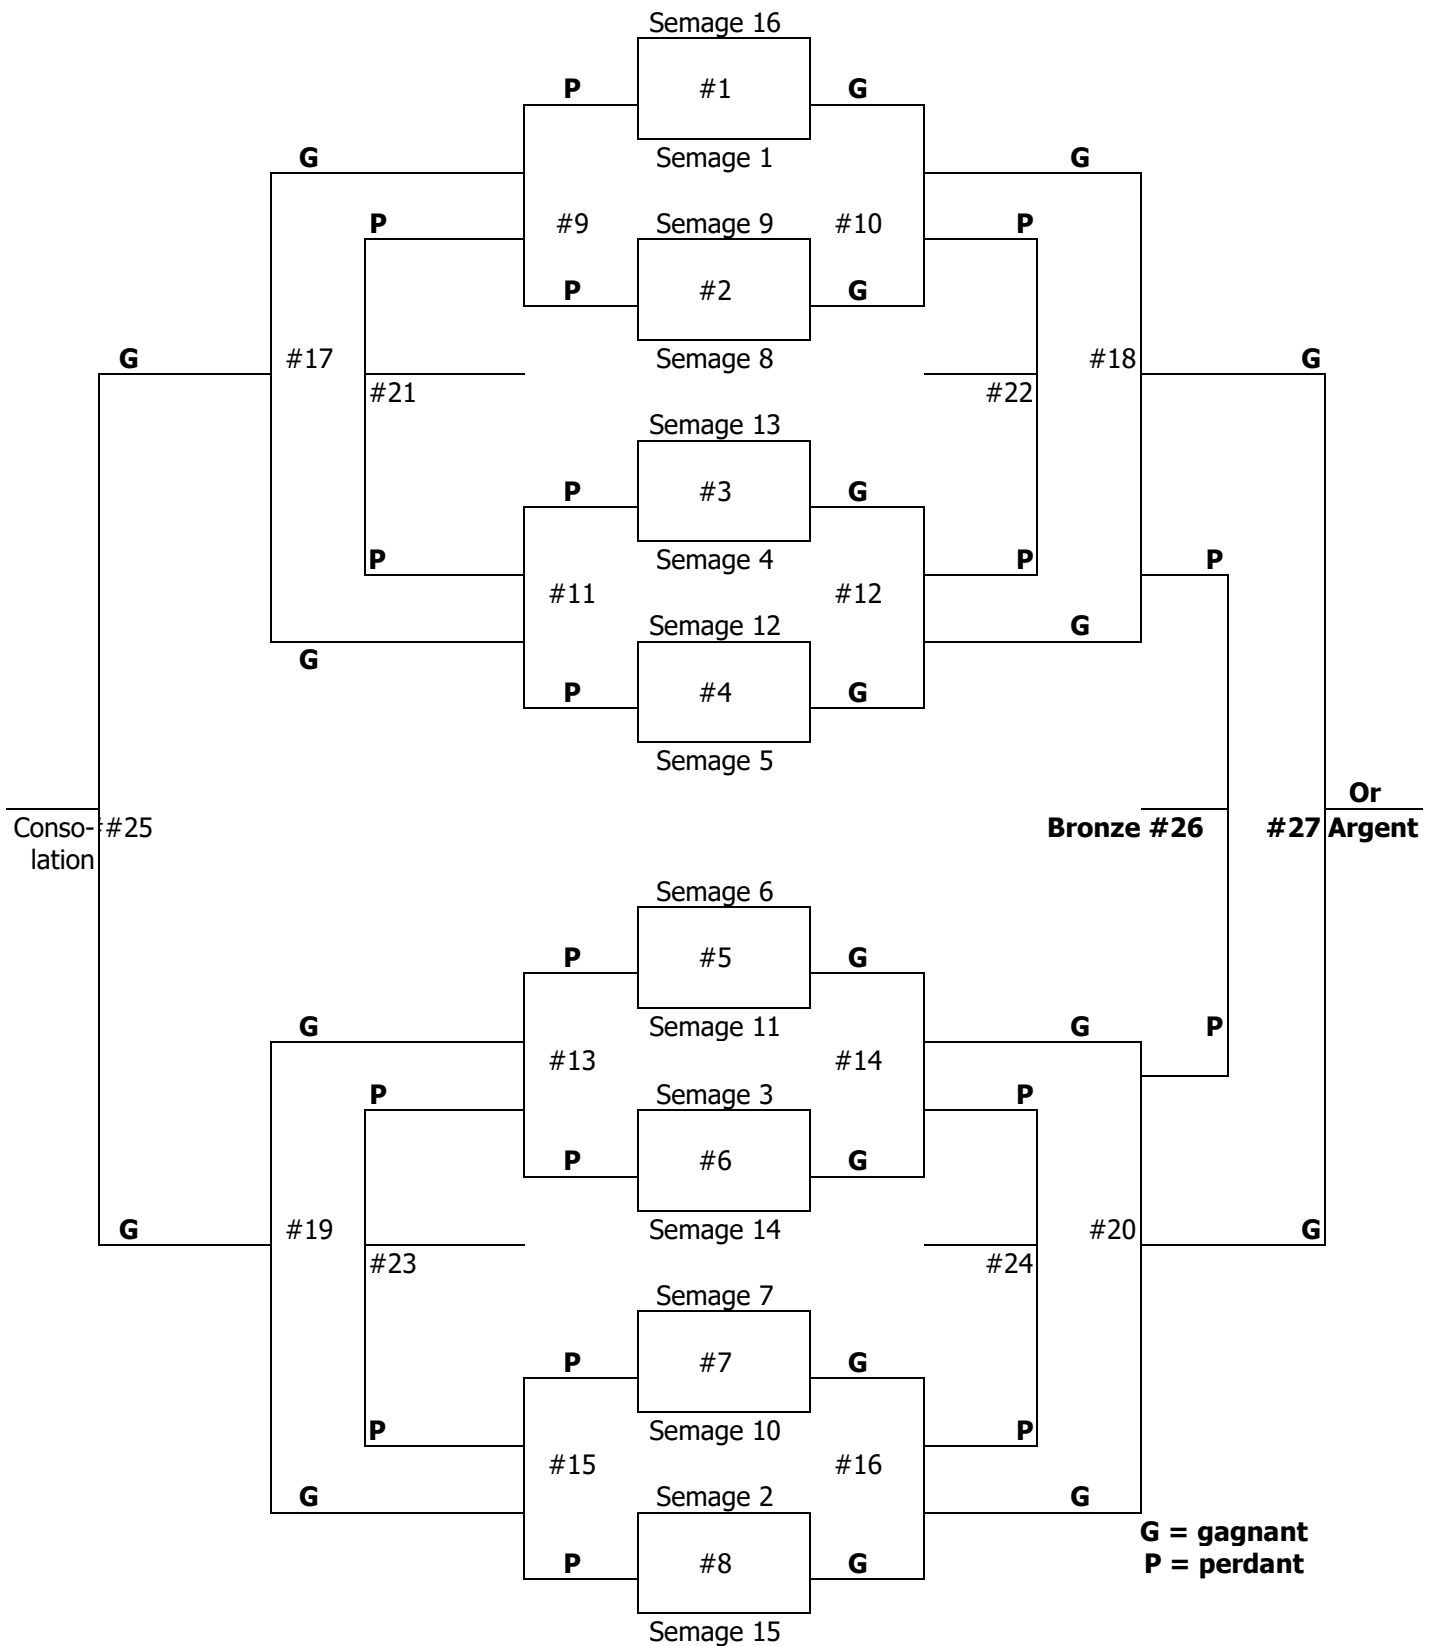 Semage 16
P #1 G
G Semage 1 G
P #9 Semage 9 #10 P
P #2 G
G #17 Semage 8 #18 G
#21 #22
Semage 13
P #3 G
P Semage 4 P P
#11 #12
Semage 12 G
G
P #4 G
Semage 5
Or
Conso- #25 Bronze #26 #27 Argent
lation
Semage 6
P #5 G
G Semage 11 G P
#13 #14
P Semage 3 P
P #6 G
G #19 Semage 14 #20 G
#23 #24
Semage 7
P #7 G
P Semage 10 P
#15 #16
G Semage 2 G
G = gagnant
P #8 G P = perdant
Semage 15